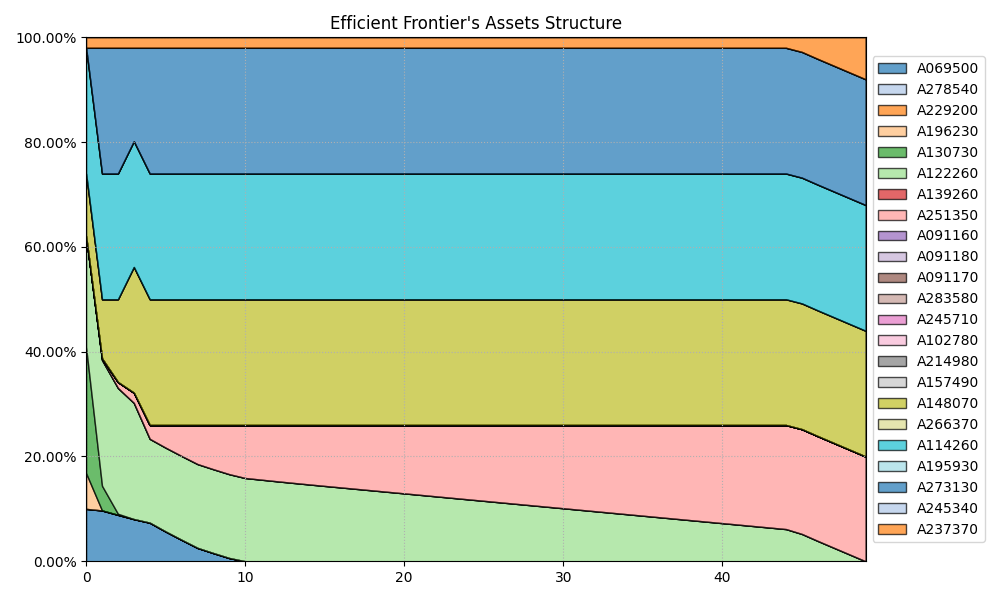 Efficient Frontier's Assets Structure
100.00%
80.00%
60.00%
40.00%
20.00%
0.00%
0
10
20
30
40
A069500
A278540
A229200
A196230
A130730
A122260
A139260
A251350
A091160
A091180
A091170
A283580
A245710
A102780
A214980
A157490
A148070
A266370
A114260
A195930
A273130
A245340
A237370